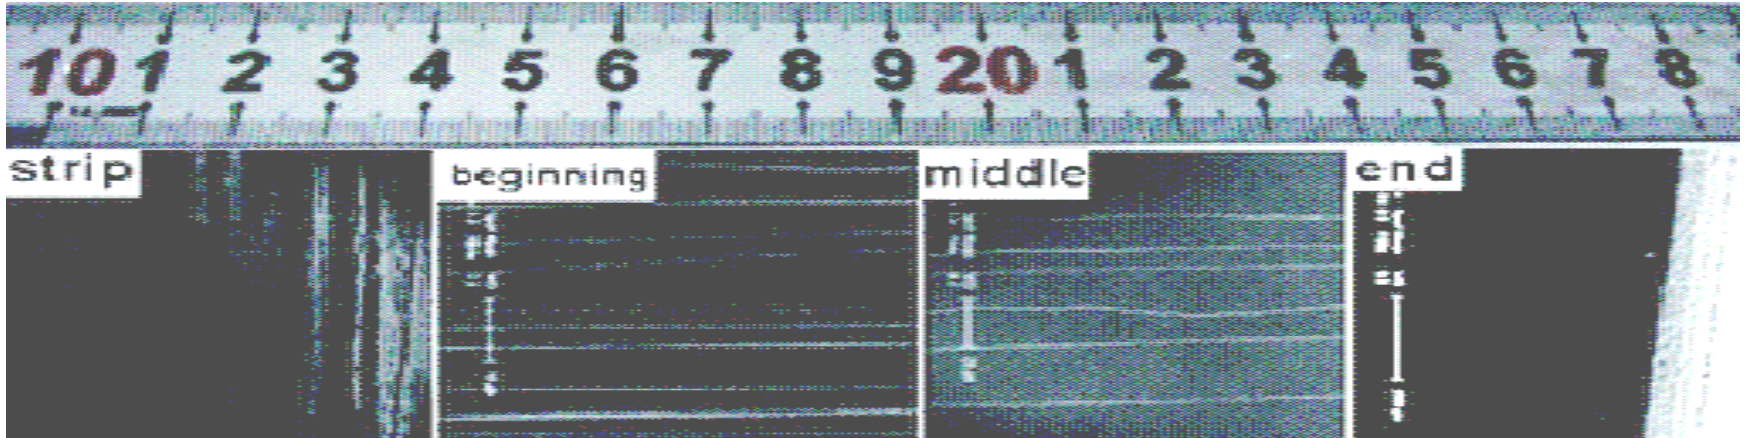 10 1 2 3 4 5 6 7 8 9 20 1 2 3 4 5 6 7 8
strip beginning middle end